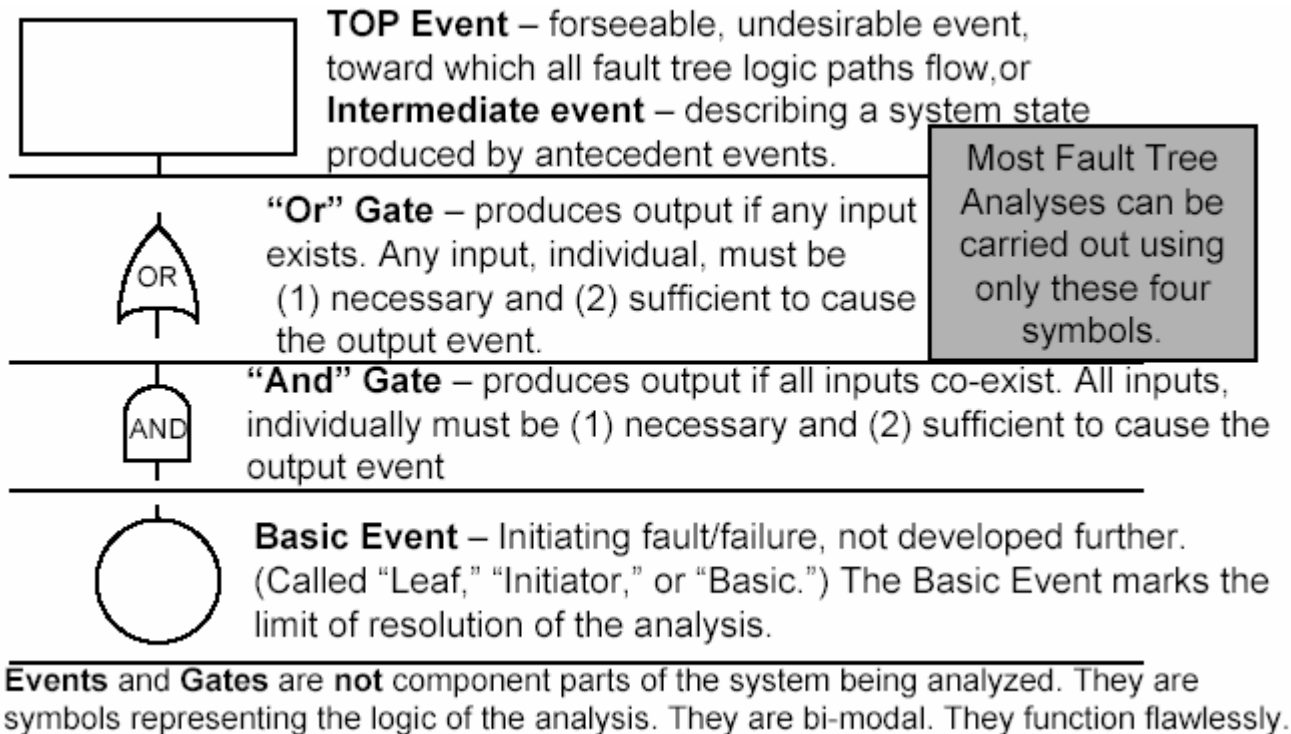 TOP Event – forseeable, undesirable event,
toward which all fault tree logic paths flow,or
Intermediate event – describing a system state
produced by antecedent events.
Most Fault Tree
Analyses can be
carried out using
only these four
symbols.
“Or” Gate – produces output if any input
exists. Any input, individual, must be
(1) necessary and (2) sufficient to cause
the output event.
OR
“And” Gate – produces output if all inputs co-exist. All inputs,
individually must be (1) necessary and (2) sufficient to cause the
output event
AND
Basic Event – Initiating fault/failure, not developed further.
(Called “Leaf,” “Initiator,” or “Basic.”) The Basic Event marks the
limit of resolution of the analysis.
Events and Gates are not component parts of the system being analyzed. They are
symbols representing the logic of the analysis. They are bi-modal. They function flawlessly.